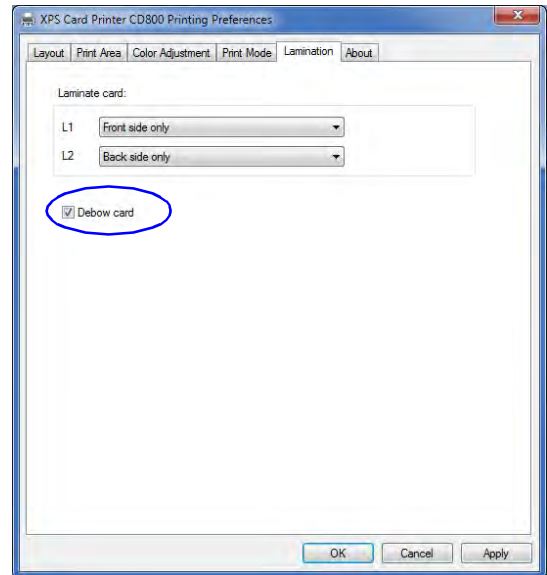 XPS Card Printer CD800 Printing Preferences
Layout Print Area Color Adjustment Print Mode Lamination About
Laminate card:
L1 Front side only
L2 Back side only
Debow card
OK Cancel Apply